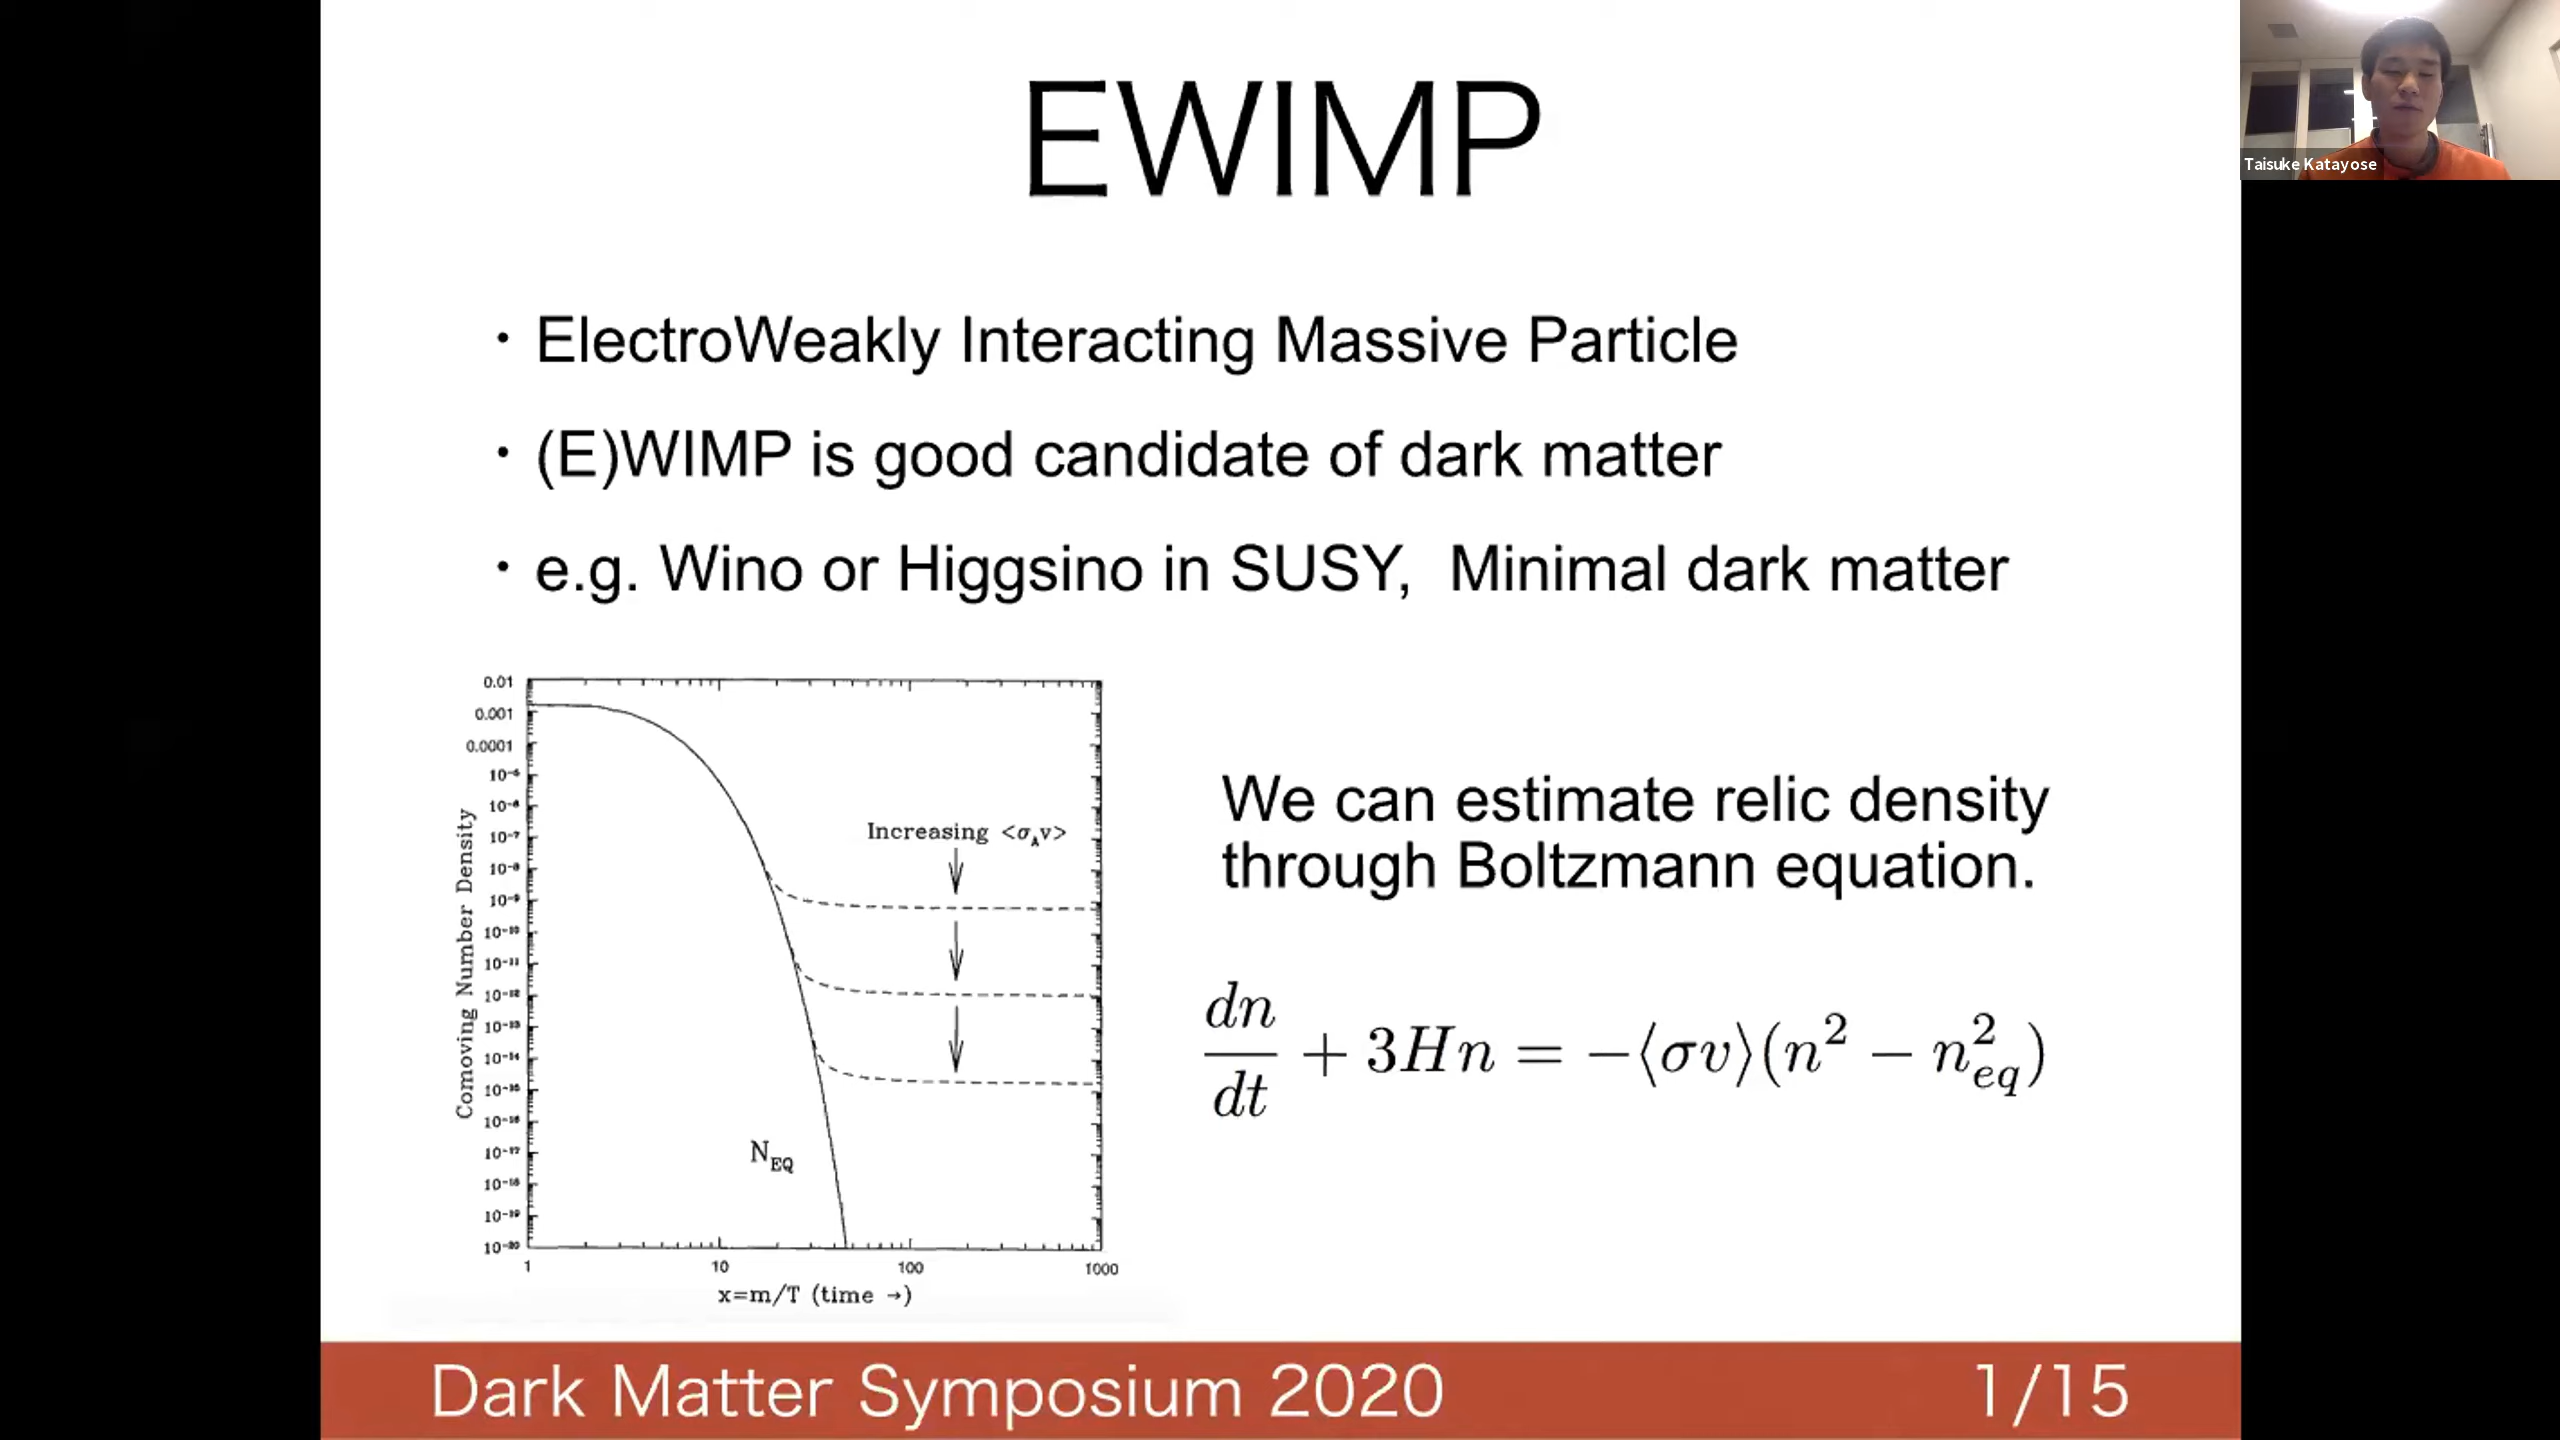 EWIMP
Taisuke Katayose
・ElectroWeakly Interacting Massive Particle
・(E)WIMP is good candidate of dark matter
・e.g. Wino or Higgsino in SUSY,  Minimal dark matter
0.01
0.001
0.0001
10⁻⁵
10⁻⁶
10⁻⁷
10⁻⁸
10⁻⁹
10⁻¹⁰
10⁻¹¹
10⁻¹²
10⁻¹³
10⁻¹⁴
10⁻¹⁵
10⁻¹⁶
10⁻¹⁷
10⁻¹⁸
10⁻¹⁹
10⁻²⁰
Comoving Number Density
Increasing <σ_A v>
N_EQ
1 10 100 1000
x=m/T (time →)
We can estimate relic density
through Boltzmann equation.
dn/dt + 3Hn = −⟨σv⟩(n² − n²_eq)
Dark Matter Symposium 2020
1/15